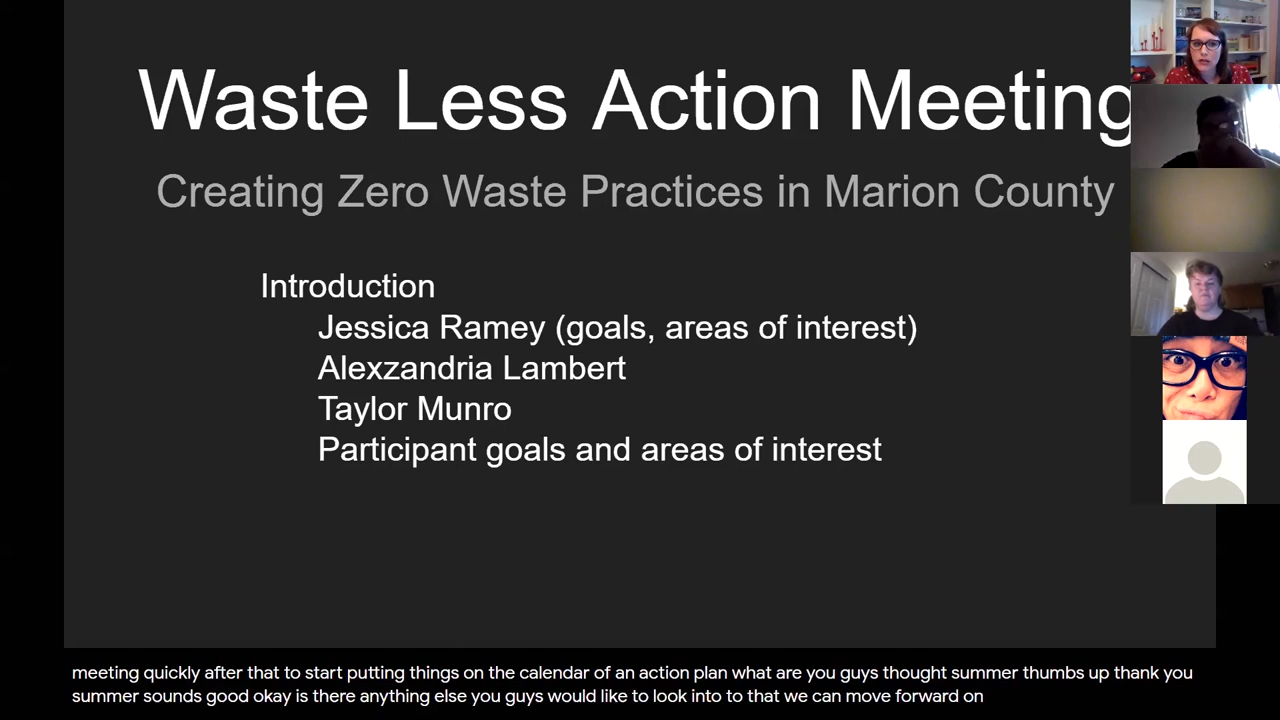 Waste Less Action Meeting
Creating Zero Waste Practices in Marion County
Introduction
Jessica Ramey (goals, areas of interest)
Alexzandria Lambert
Taylor Munro
Participant goals and areas of interest
meeting quickly after that to start putting things on the calendar of an action plan what are you guys thought summer thumbs up thank you
summer sounds good okay is there anything else you guys would like to look into to that we can move forward on